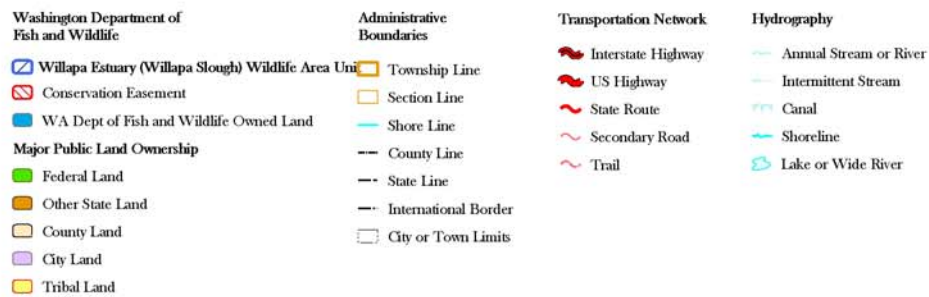 Washington Department of
Fish and Wildlife
Willapa Estuary (Willapa Slough) Wildlife Area Uni
Conservation Easement
WA Dept of Fish and Wildlife Owned Land
Major Public Land Ownership
Federal Land
Other State Land
County Land
City Land
Tribal Land
Administrative
Boundaries
Township Line
Section Line
Shore Line
County Line
State Line
International Border
City or Town Limits
Transportation Network
Interstate Highway
US Highway
State Route
Secondary Road
Trail
Hydrography
Annual Stream or River
Intermittent Stream
Canal
Shoreline
Lake or Wide River